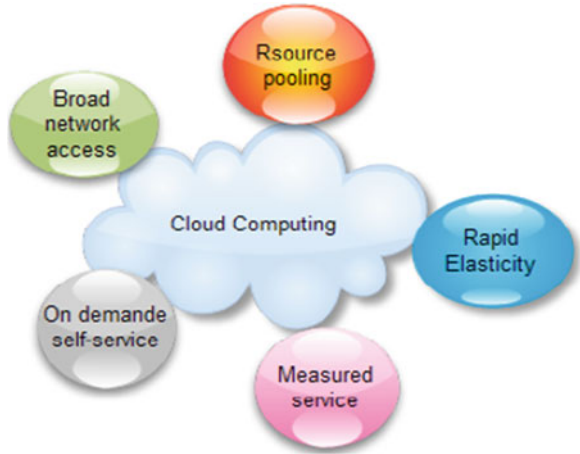 Rsource
pooling
Broad
network
access
Cloud Computing
Rapid
Elasticity
On demande
self-service
Measured
service